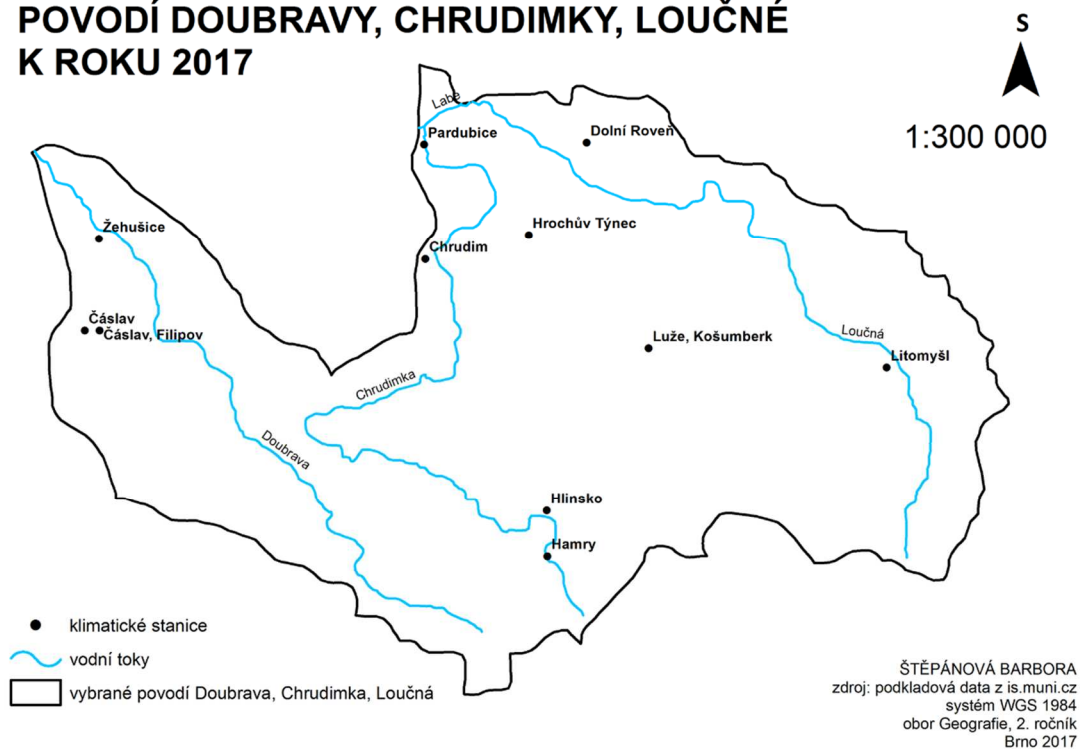 POVODÍ DOUBRAVY, CHRUDIMKY, LOUČNÉ
K ROKU 2017
S
1:300 000
Labe
Pardubice
Dolní Roveň
Žehušice
Hrochův Týnec
Chrudim
Čáslav
Čáslav, Filipov
Luže, Košumberk
Loučná
Litomyšl
Chrudimka
Doubrava
Hlinsko
Hamry
klimatické stanice
vodní toky
vybrané povodí Doubrava, Chrudimka, Loučná
ŠTĚPÁNOVÁ BARBORA
zdroj: podkladová data z is.muni.cz
systém WGS 1984
obor Geografie, 2. ročník
Brno 2017